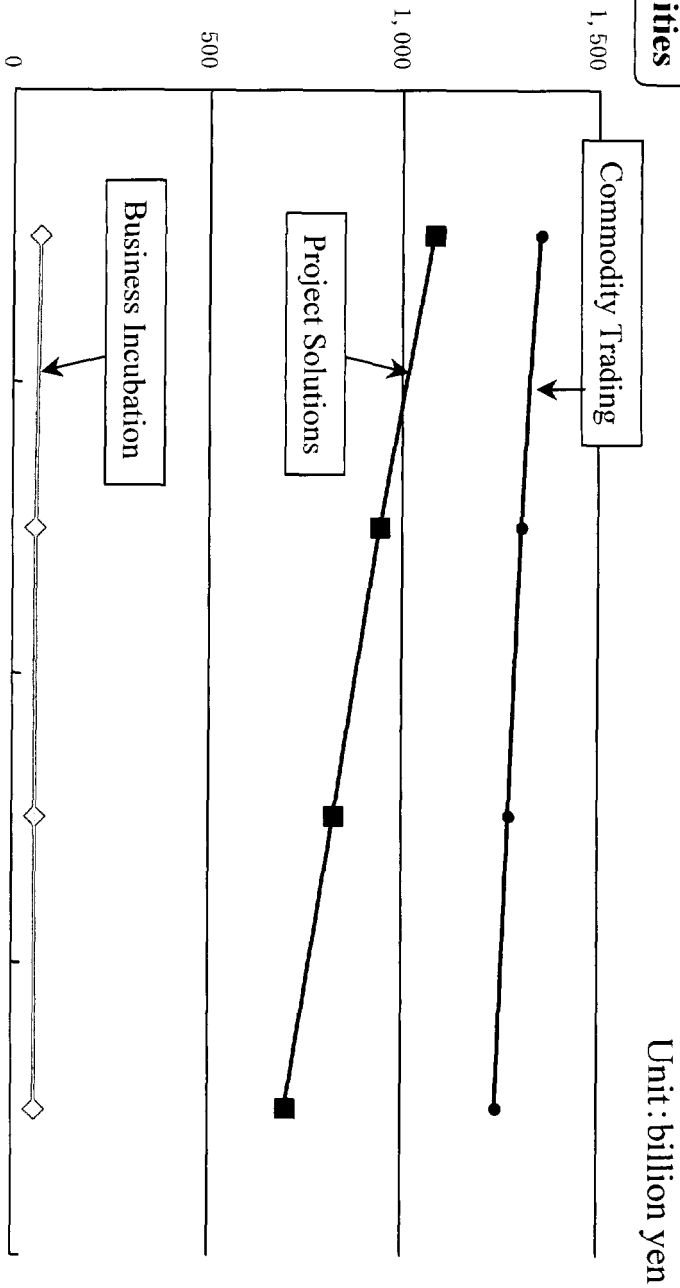 ities
Unit : billion yen
1,500
1,000
500
0
Commodity Trading
Project Solutions
Business Incubation